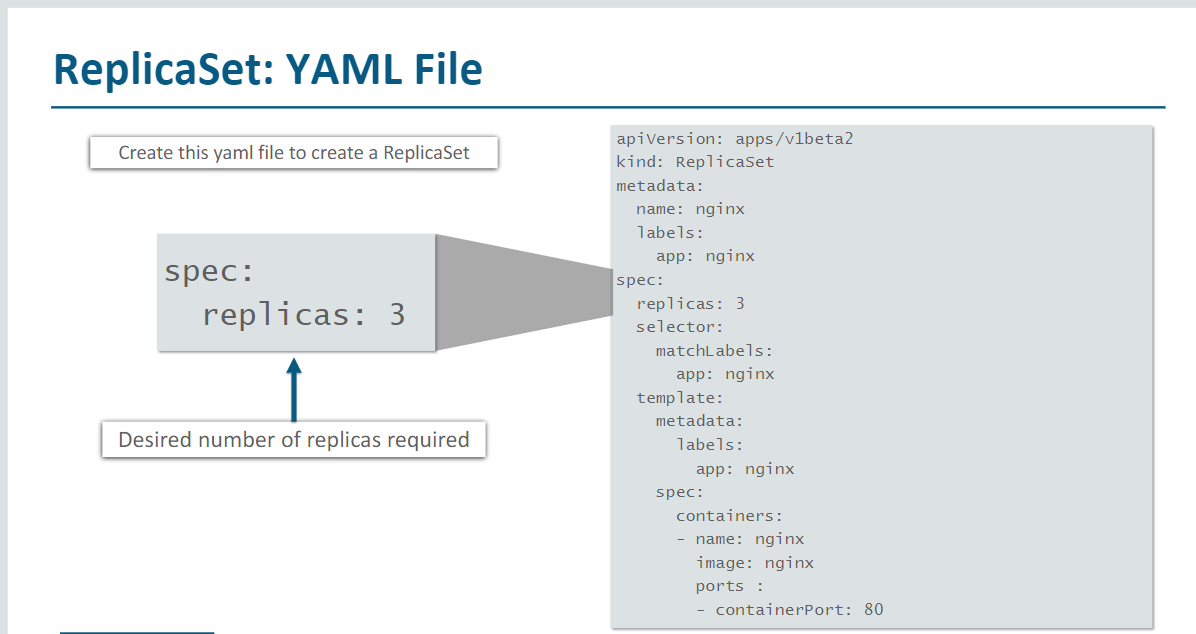 ReplicaSet: YAML File
Create this yaml file to create a ReplicaSet
spec:
  replicas: 3
Desired number of replicas required
apiVersion: apps/v1beta2
kind: ReplicaSet
metadata:
  name: nginx
  labels:
    app: nginx
spec:
  replicas: 3
  selector:
    matchLabels:
      app: nginx
  template:
    metadata:
      labels:
        app: nginx
    spec:
      containers:
      - name: nginx
        image: nginx
        ports :
        - containerPort: 80